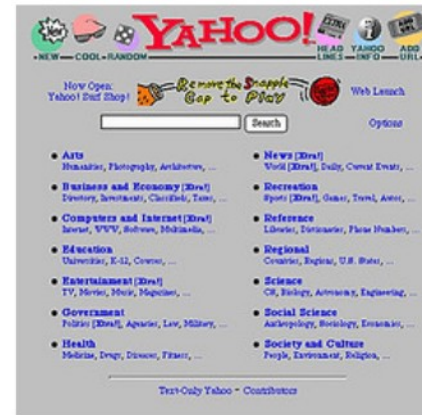 New
YAHOO!
EXTRA
i
ADD URL
NEW COOL RANDOM
HEAD LINES YAHOO INFO ADD URL
Now Open:
Yahoo! Surf Shop!
Remove the Snapple
Cap to Play
Web Launch
Search Options
Arts
Humanities, Photography, Architecture, ...
Business and Economy [Xtra!]
Directory, Investments, Classifieds, Taxes, ...
Computers and Internet [Xtra!]
Internet, WWW, Software, Multimedia, ...
Education
Universities, K-12, Courses, ...
Entertainment [Xtra!]
TV, Movies, Music, Magazines, ...
Government
Politics [Xtra!], Agencies, Law, Military, ...
Health
Medicine, Drugs, Diseases, Fitness, ...
News [Xtra!]
World [Xtra!], Daily, Current Events, ...
Recreation
Sports [Xtra!], Games, Travel, Autos, ...
Reference
Libraries, Dictionaries, Phone Numbers, ...
Regional
Countries, Regions, U.S. States, ...
Science
CS, Biology, Astronomy, Engineering, ...
Social Science
Anthropology, Sociology, Economics, ...
Society and Culture
People, Environment, Religion, ...
Text-Only Yahoo - Contributors